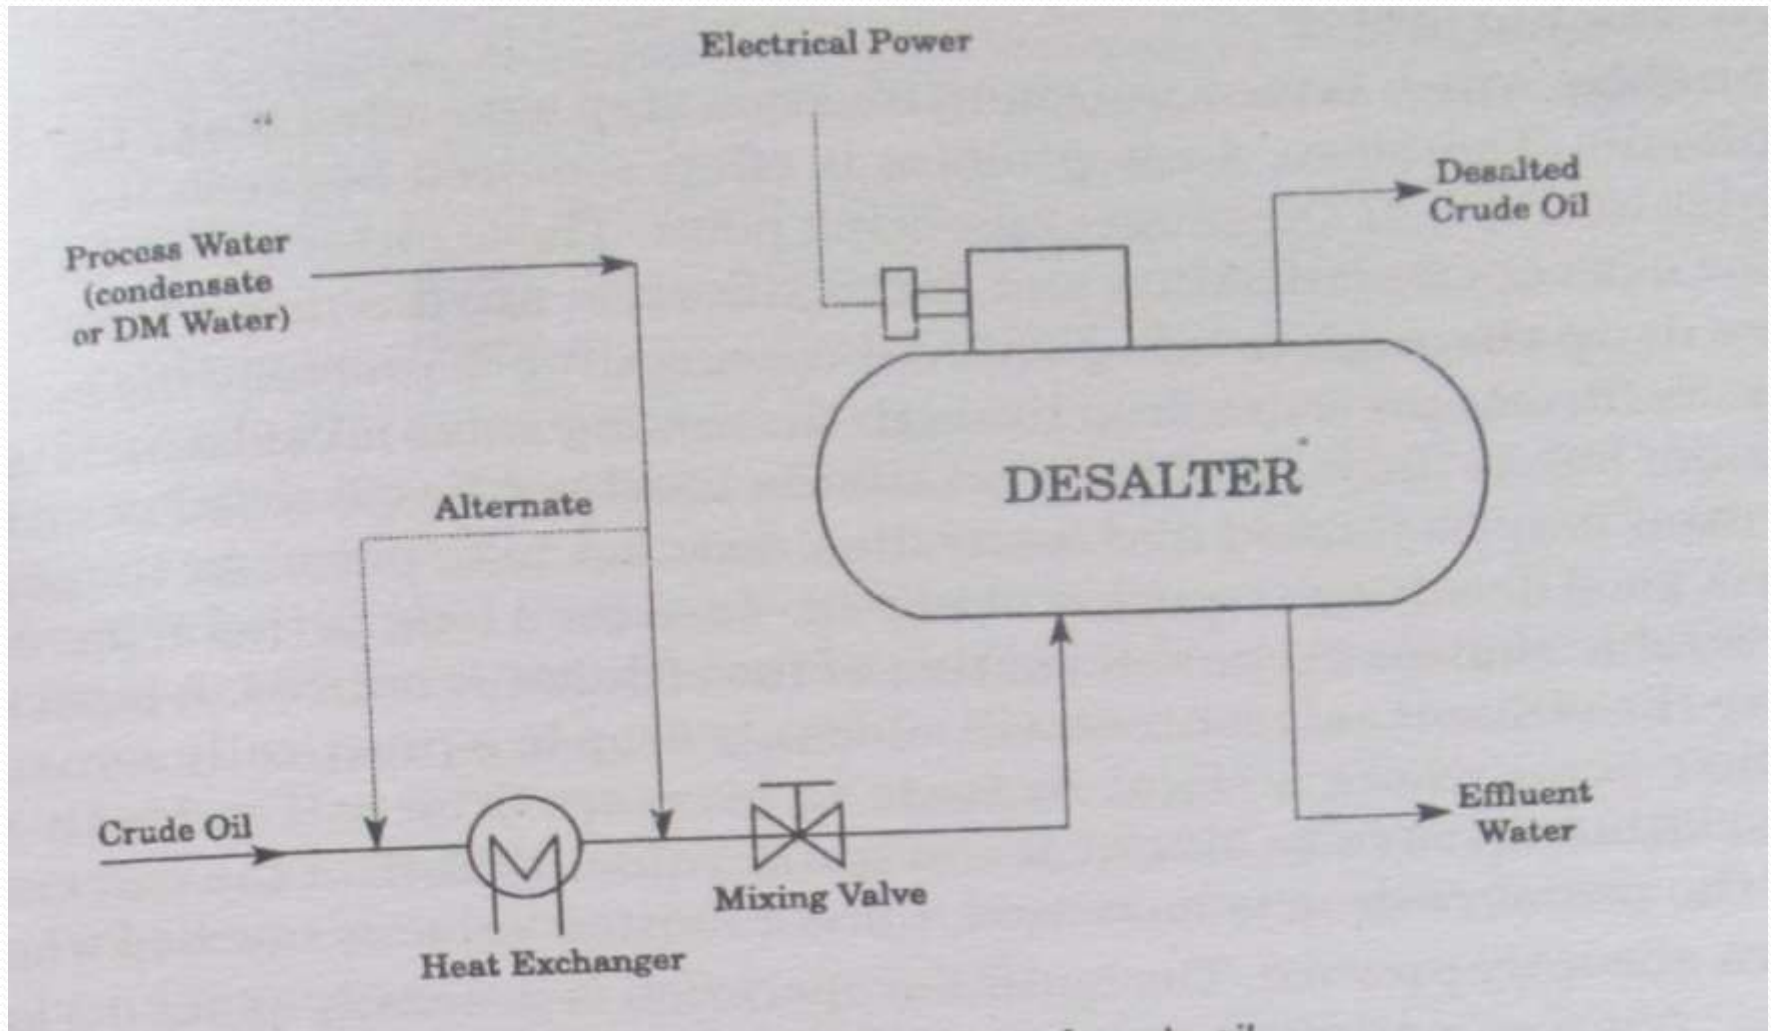 Electrical Power
Desalted
Crude Oil
Process Water
(condensate
or DM Water)
Alternate
DESALTER
Crude Oil
Effluent
Water
Mixing Valve
Heat Exchanger